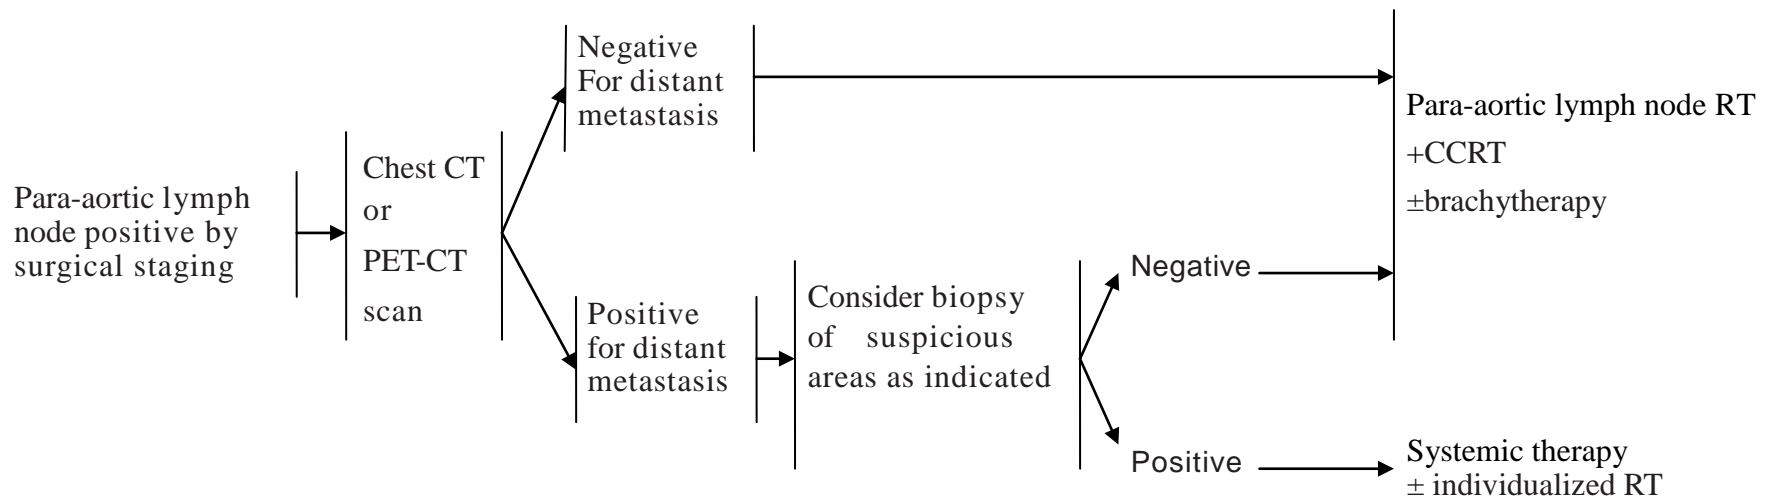 Para-aortic lymph
node positive by
surgical staging
Chest CT
or
PET-CT
scan
Negative
For distant
metastasis
Positive
for distant
metastasis
Consider biopsy
of suspicious
areas as indicated
Negative
Positive
Para-aortic lymph node RT
+CCRT
±brachytherapy
Systemic therapy
± individualized RT